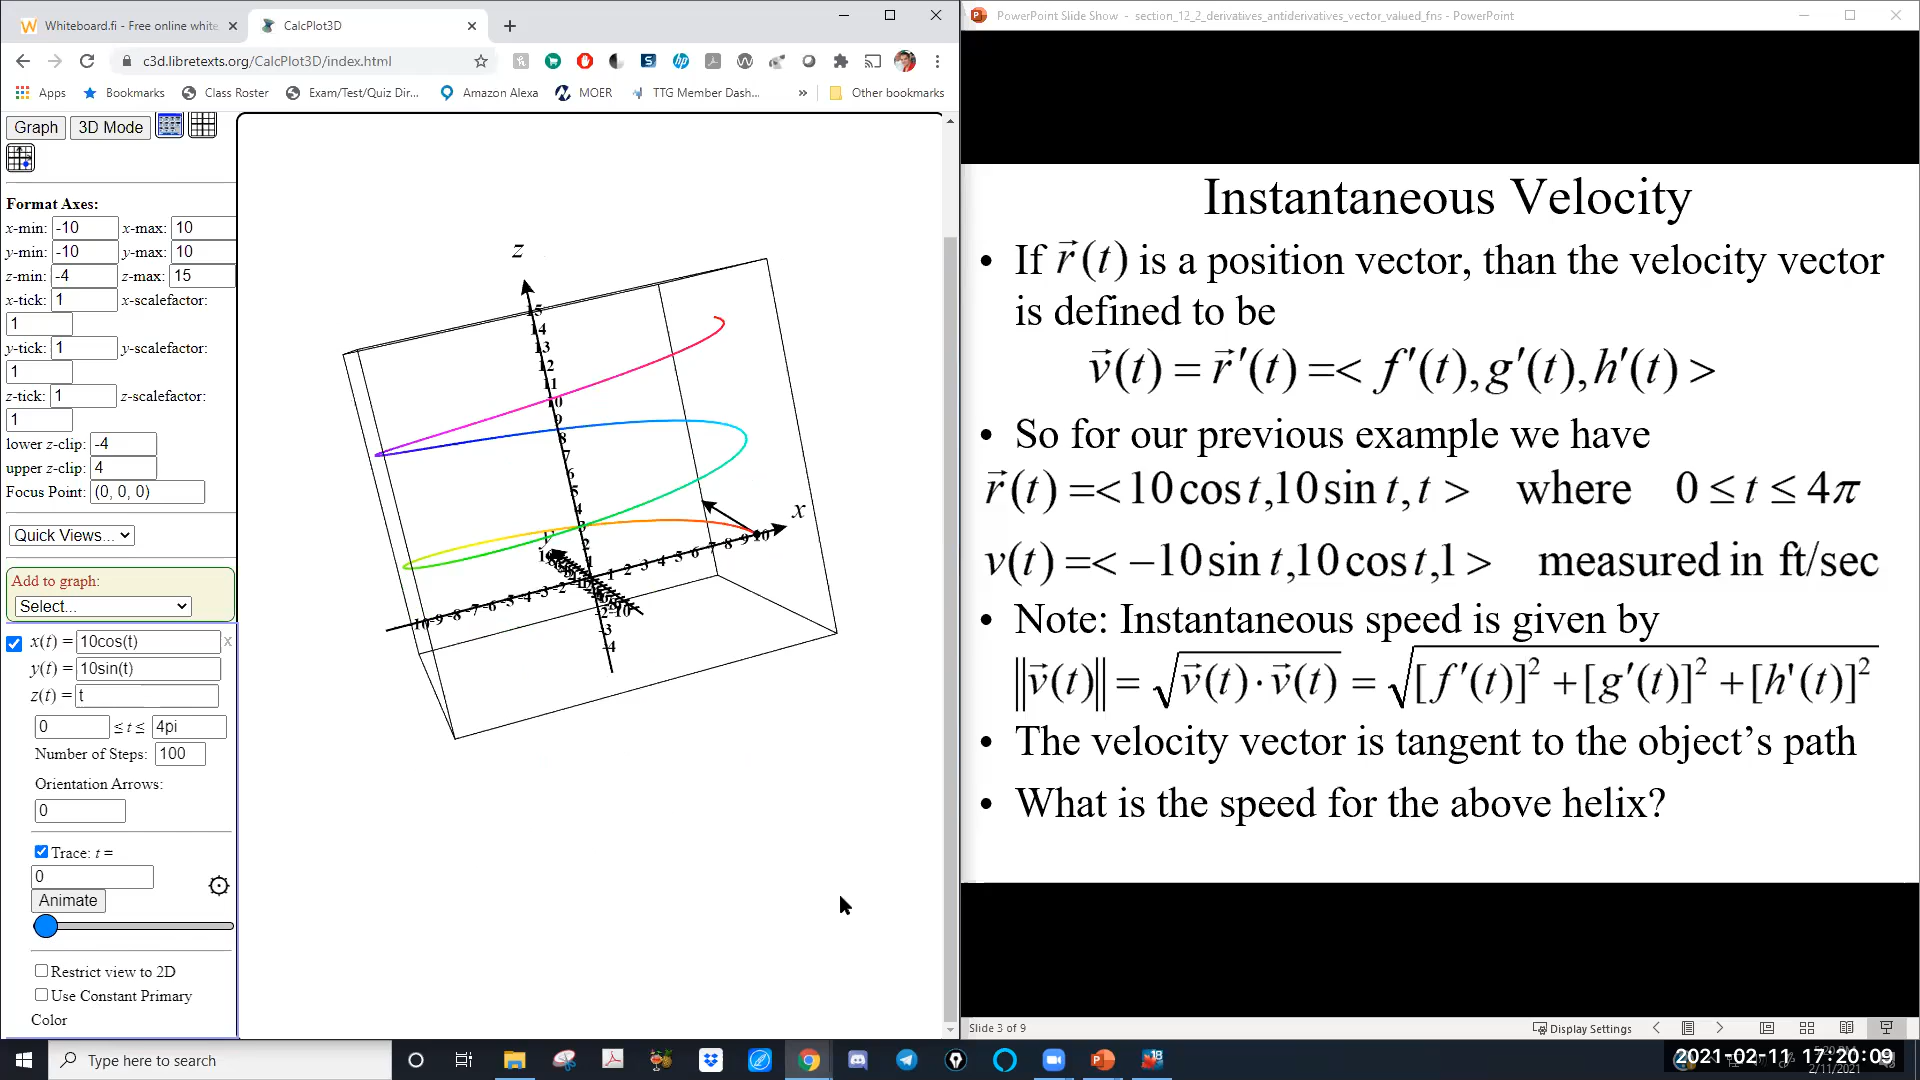 Whiteboard.fi - Free online white
CalcPlot3D
c3d.libretexts.org/CalcPlot3D/index.html
Apps
Bookmarks
Class Roster
Exam/Test/Quiz Dir...
Amazon Alexa
MOER
TTG Member Dash...
»
Other bookmarks
Graph
3D Mode
Format Axes:
x-min: -10 x-max: 10
y-min: -10 y-max: 10
z-min: -4 z-max: 15
x-tick: 1 x-scalefactor:
1
y-tick: 1 y-scalefactor:
1
z-tick: 1 z-scalefactor:
1
lower z-clip: -4
upper z-clip: 4
Focus Point: (0, 0, 0)
Quick Views...
Add to graph:
Select...
x(t) = 10cos(t) x
y(t) = 10sin(t)
z(t) = t
0 ≤ t ≤ 4pi
Number of Steps: 100
Orientation Arrows:
0
Trace: t =
0
Animate
Restrict view to 2D
Use Constant Primary
Color
z
x
y
PowerPoint Slide Show - section_12_2_derivatives_antiderivatives_vector_valued_fns - PowerPoint
Instantaneous Velocity
• If r⃗(t) is a position vector, than the velocity vector
is defined to be
v⃗(t) = r⃗'(t) =< f'(t), g'(t), h'(t) >
• So for our previous example we have
r⃗(t) =< 10 cos t, 10 sin t, t > where 0 ≤ t ≤ 4π
v(t) =< −10 sin t, 10 cos t, 1 > measured in ft/sec
• Note: Instantaneous speed is given by
‖v⃗(t)‖ = √(v⃗(t) · v⃗(t)) = √([f'(t)]² + [g'(t)]² + [h'(t)]²)
• The velocity vector is tangent to the object's path
• What is the speed for the above helix?
Slide 3 of 9
Display Settings
Type here to search
2021-02-11 17:20:09
2/11/2021